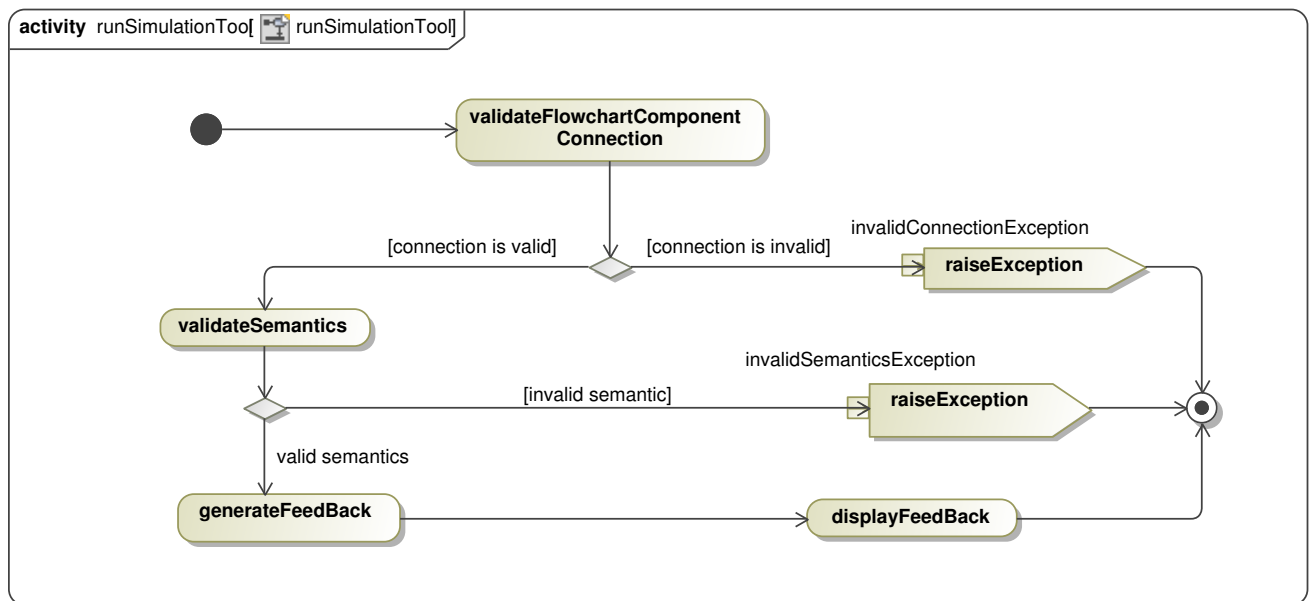 activity runSimulationTool[ runSimulationTool]
validateFlowchartComponent
Connection
invalidConnectionException
[connection is valid]
[connection is invalid]
raiseException
validateSemantics
invalidSemanticsException
[invalid semantic]
raiseException
valid semantics
generateFeedBack
displayFeedBack